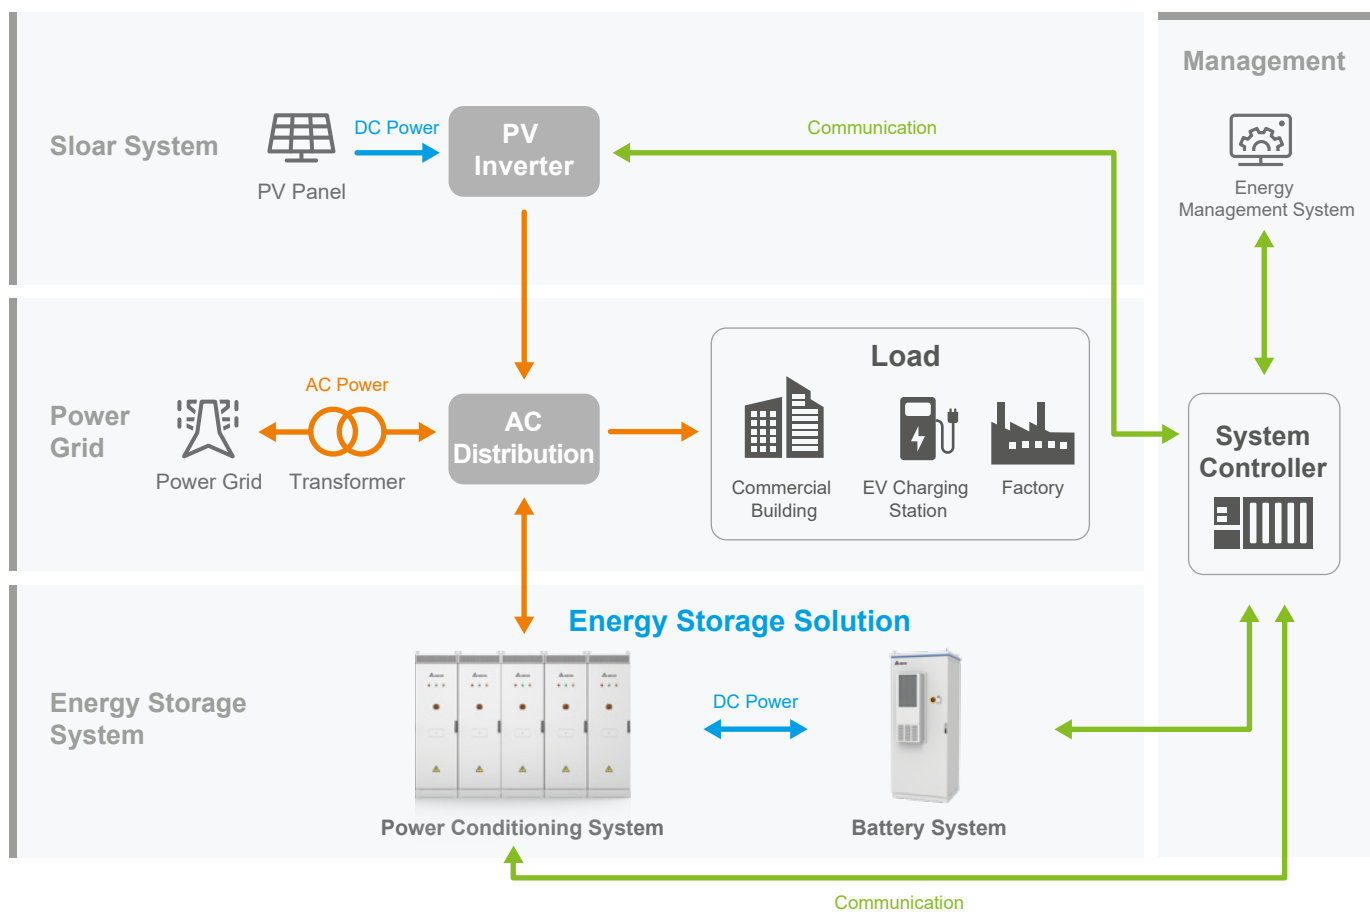 Management
Sloar System
PV Panel
DC Power
PV
Inverter
Communication
Energy
Management System
Power
Grid
Power Grid
AC Power
Transformer
AC
Distribution
Load
Commercial
Building
EV Charging
Station
Factory
System
Controller
Energy Storage Solution
Energy Storage
System
DC Power
Power Conditioning System
Battery System
Communication